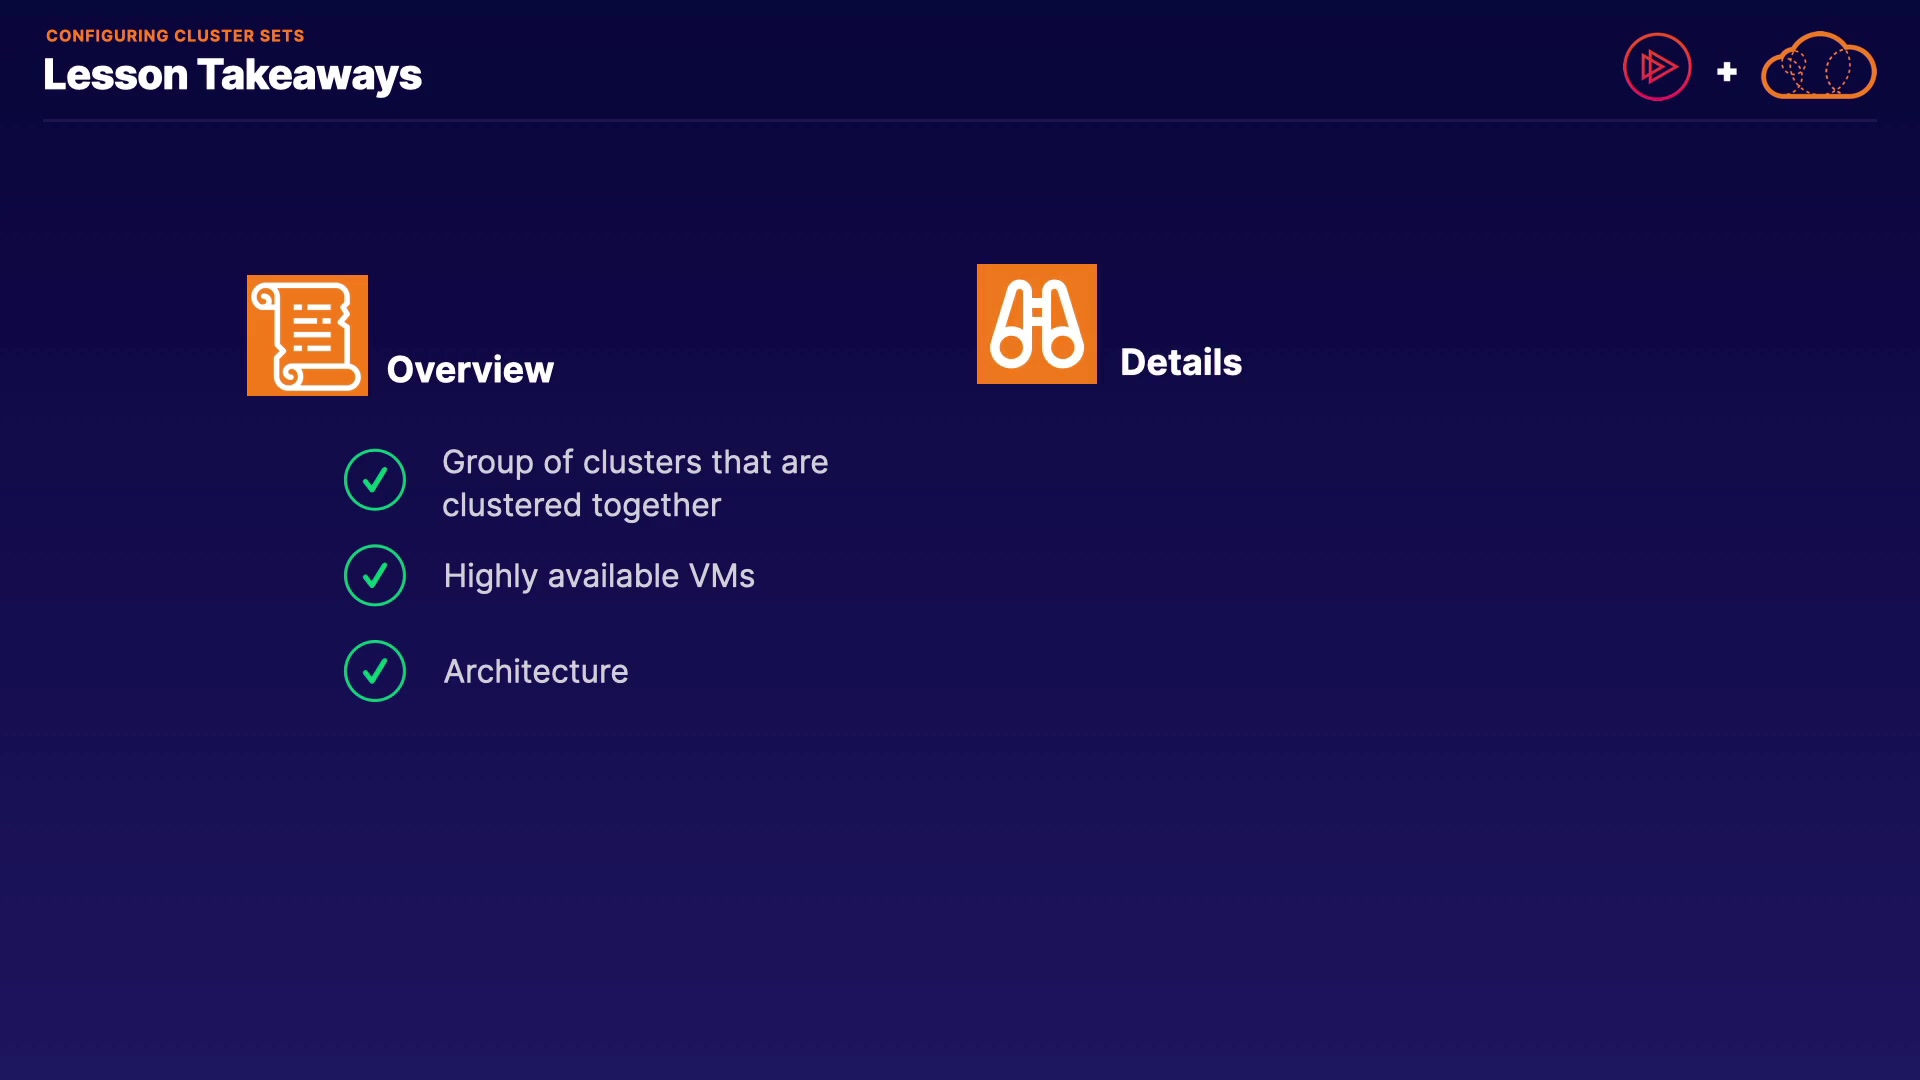 CONFIGURING CLUSTER SETS
Lesson Takeaways
Overview
Group of clusters that are
clustered together
Highly available VMs
Architecture
Details